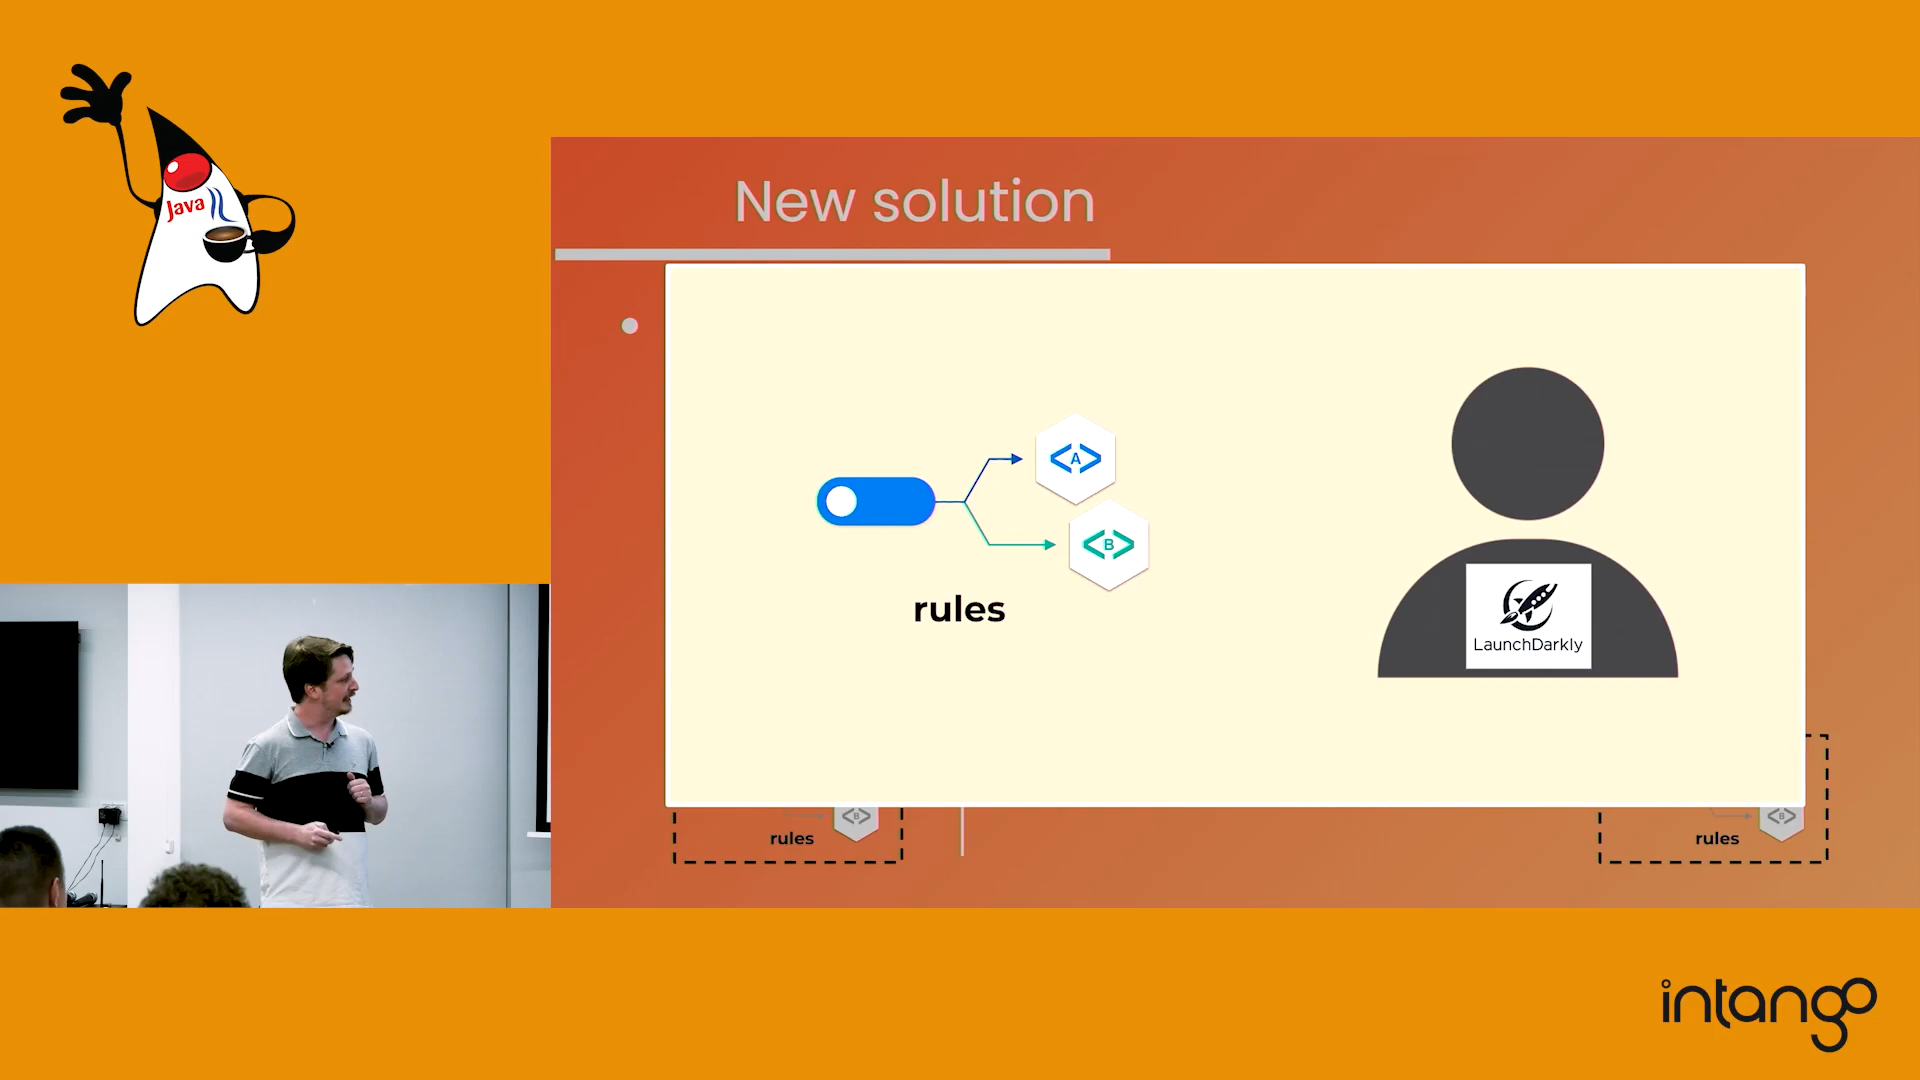 Java
New solution
A
B
rules
LaunchDarkly
B
rules
B
rules
intango